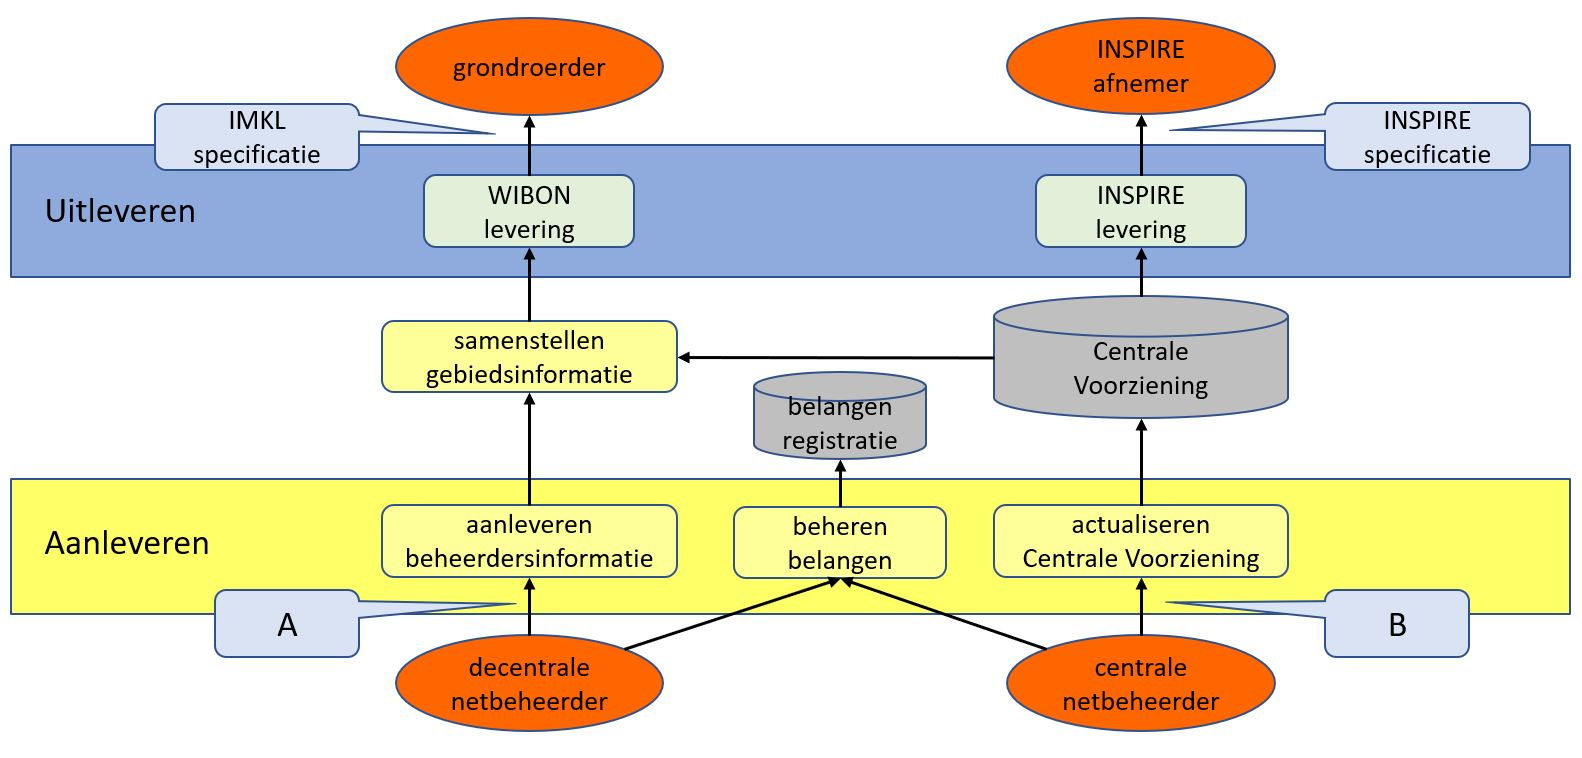 grondroerder
INSPIRE
afnemer
IMKL
specificatie
INSPIRE
specificatie
Uitleveren
WIBON
levering
INSPIRE
levering
samenstellen
gebiedsinformatie
Centrale
Voorziening
belangen
registratie
Aanleveren
aanleveren
beheerdersinformatie
beheren
belangen
actualiseren
Centrale Voorziening
A
B
decentrale
netbeheerder
centrale
netbeheerder